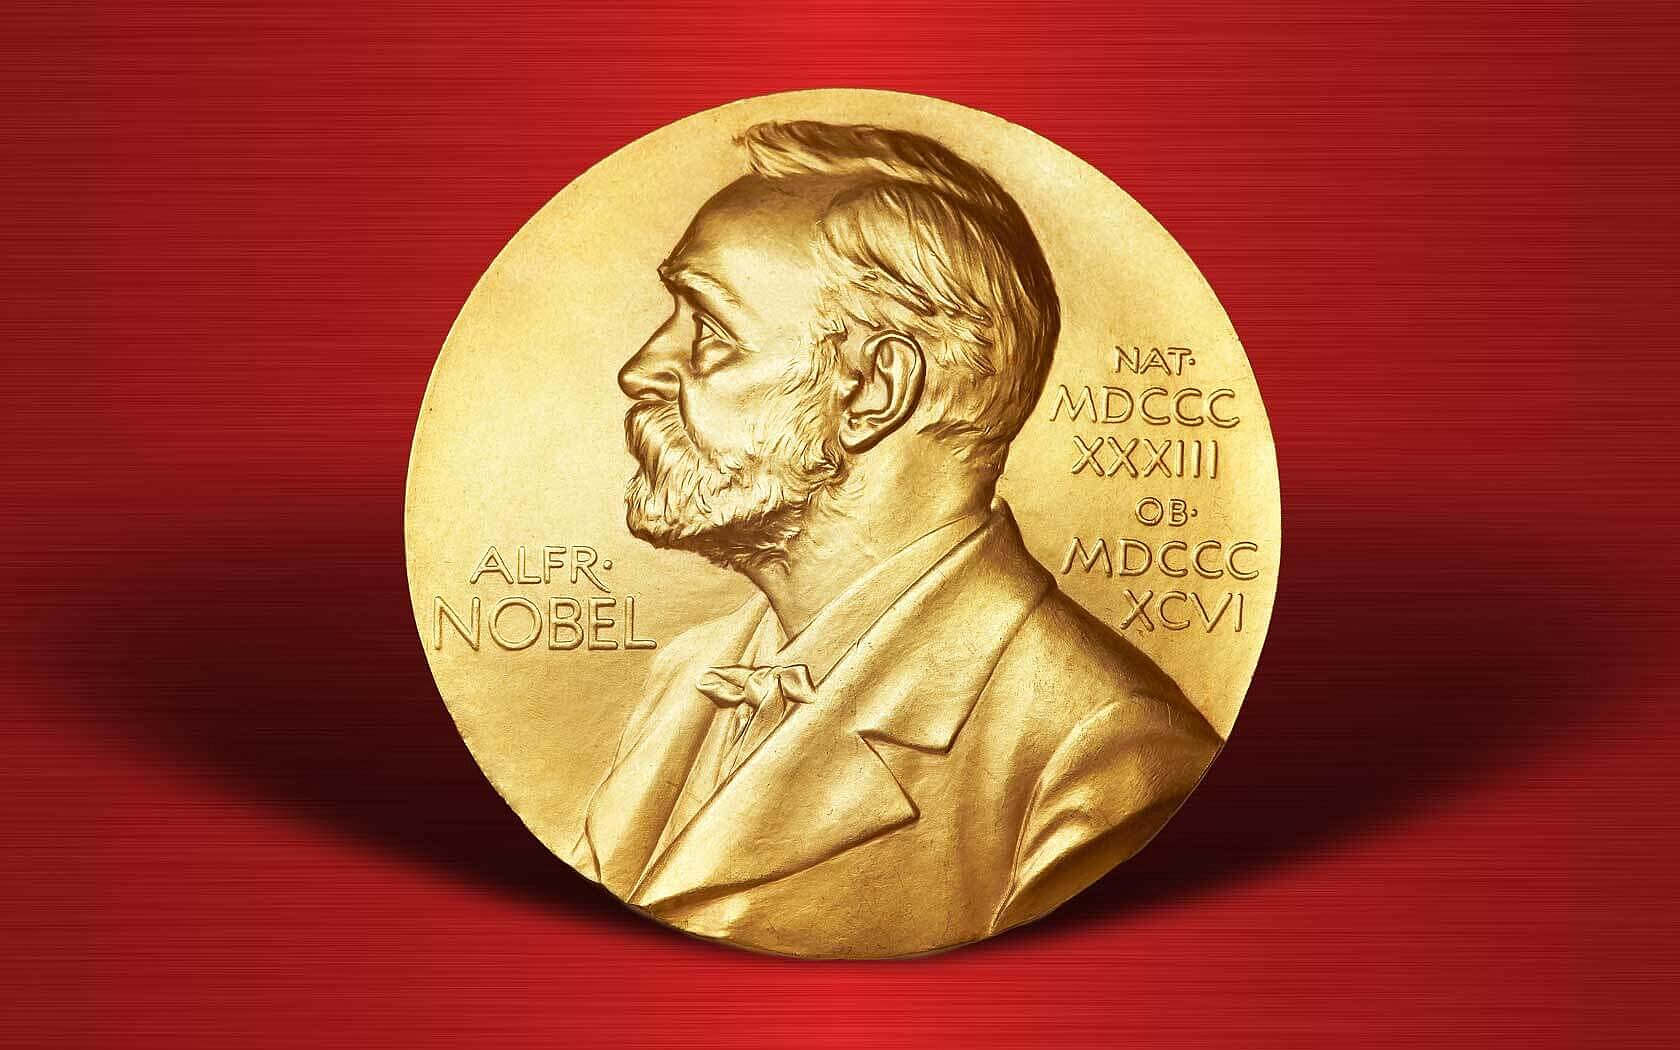 ALFR·
NOBEL
NAT·
MDCCC
XXXIII
OB·
MDCCC
XCVI